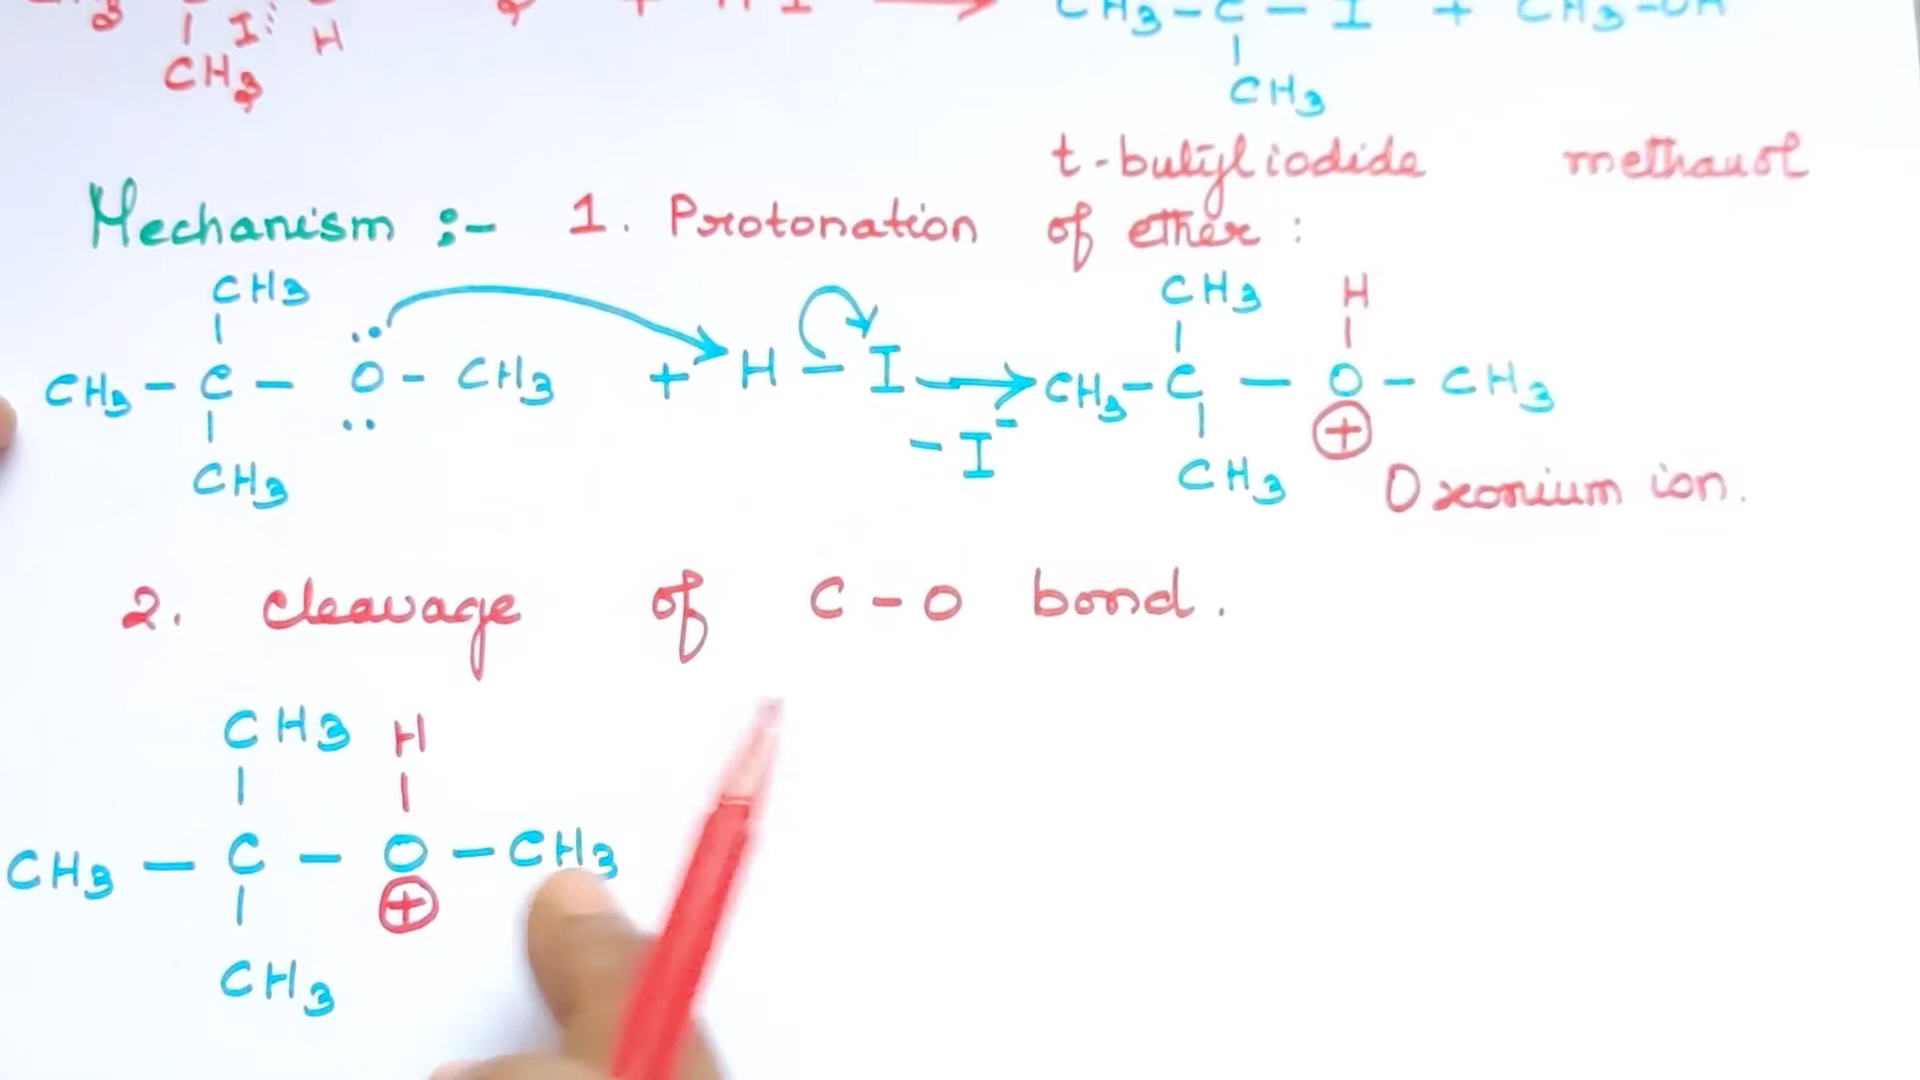 I H + H I → CH3 - C - I + CH3-OH
CH3 CH3
t-butyl iodide methanol
Mechanism :- 1. Protonation of ether :
CH3 CH3 H
CH3 - C - O - CH3 + H - I → CH3 - C - O - CH3
- I⁻ ⊕
CH3 CH3 Oxonium ion.
2. cleavage of C - O bond.
CH3 H
CH3 - C - O - CH3
⊕
CH3